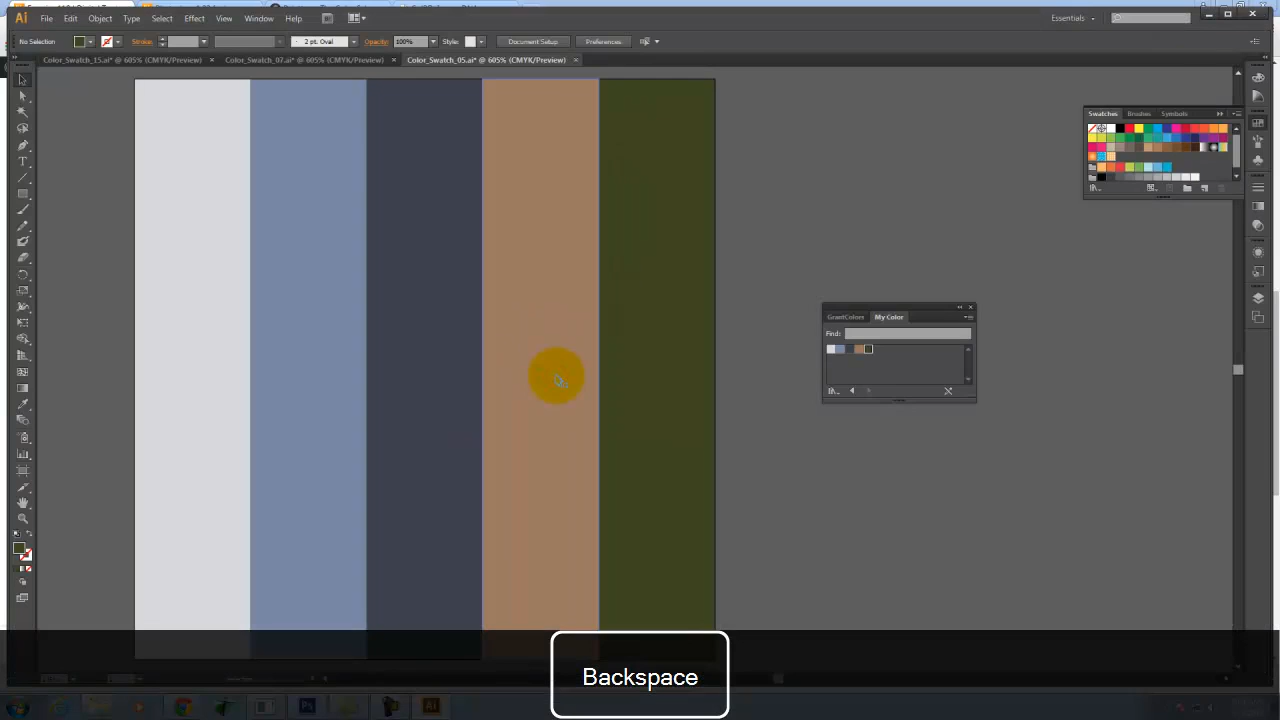 Ai File Edit Object Type Select Effect View Window Help Essentials
No Selection Stroke: 2 pt. Oval Opacity: 100% Style: Document Setup Preferences
Color_Swatch_15.ai* @ 605% (CMYK/Preview) Color_Swatch_07.ai* @ 605% (CMYK/Preview) Color_Swatch_05.ai* @ 605% (CMYK/Preview)
Swatches Brushes Symbols
GrantColors My Color
Find:
Backspace